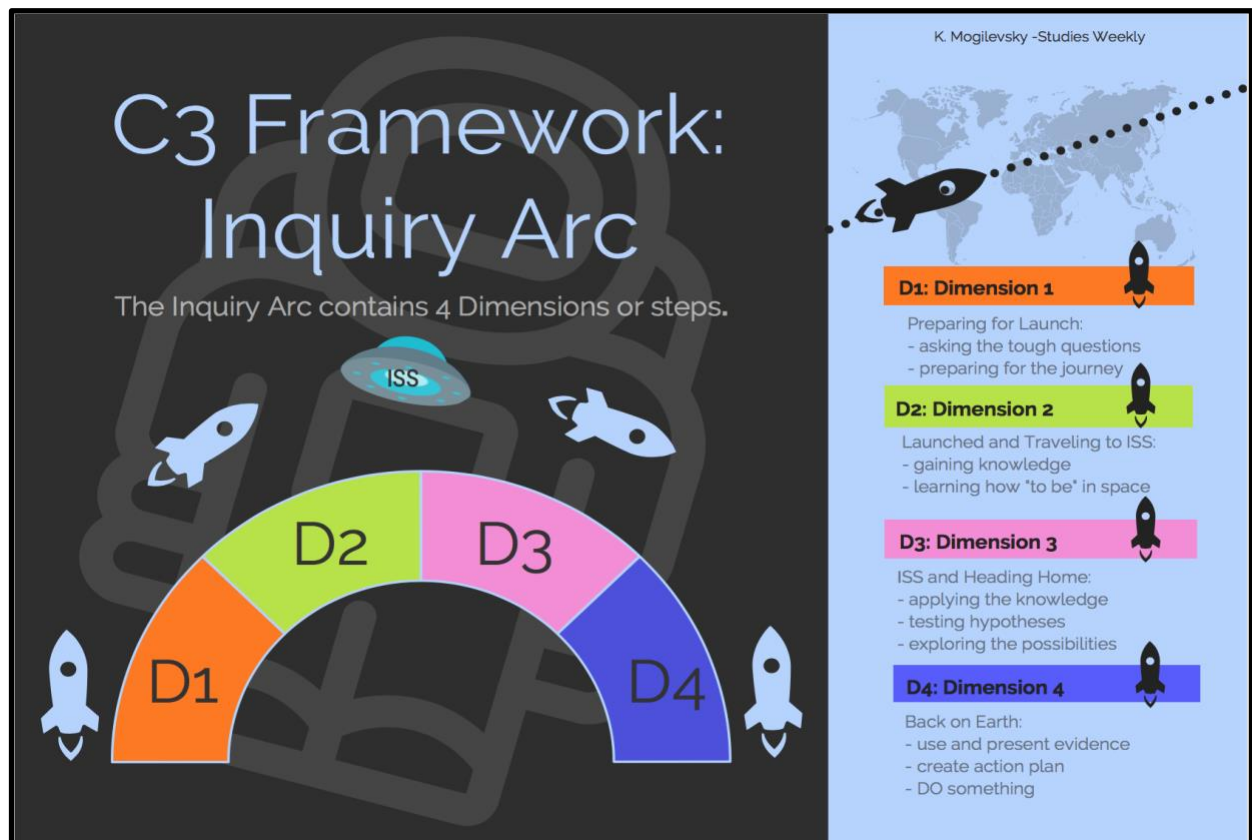 C3 Framework:
Inquiry Arc
The Inquiry Arc contains 4 Dimensions or steps.
ISS
D1
D2
D3
D4
K. Mogilevsky -Studies Weekly
D1: Dimension 1
Preparing for Launch:
- asking the tough questions
- preparing for the journey
D2: Dimension 2
Launched and Traveling to ISS:
- gaining knowledge
- learning how "to be" in space
D3: Dimension 3
ISS and Heading Home:
- applying the knowledge
- testing hypotheses
- exploring the possibilities
D4: Dimension 4
Back on Earth:
- use and present evidence
- create action plan
- DO something